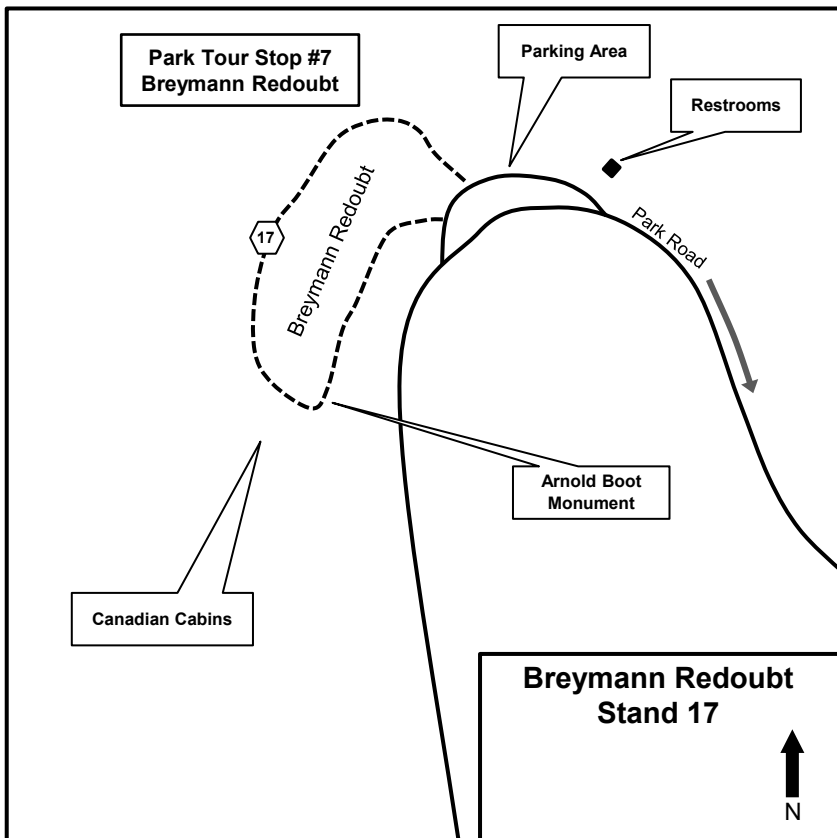 Park Tour Stop #7
Breymann Redoubt
Parking Area
Restrooms
17
Breymann Redoubt
Park Road
Arnold Boot
Monument
Canadian Cabins
Breymann Redoubt
Stand 17
N